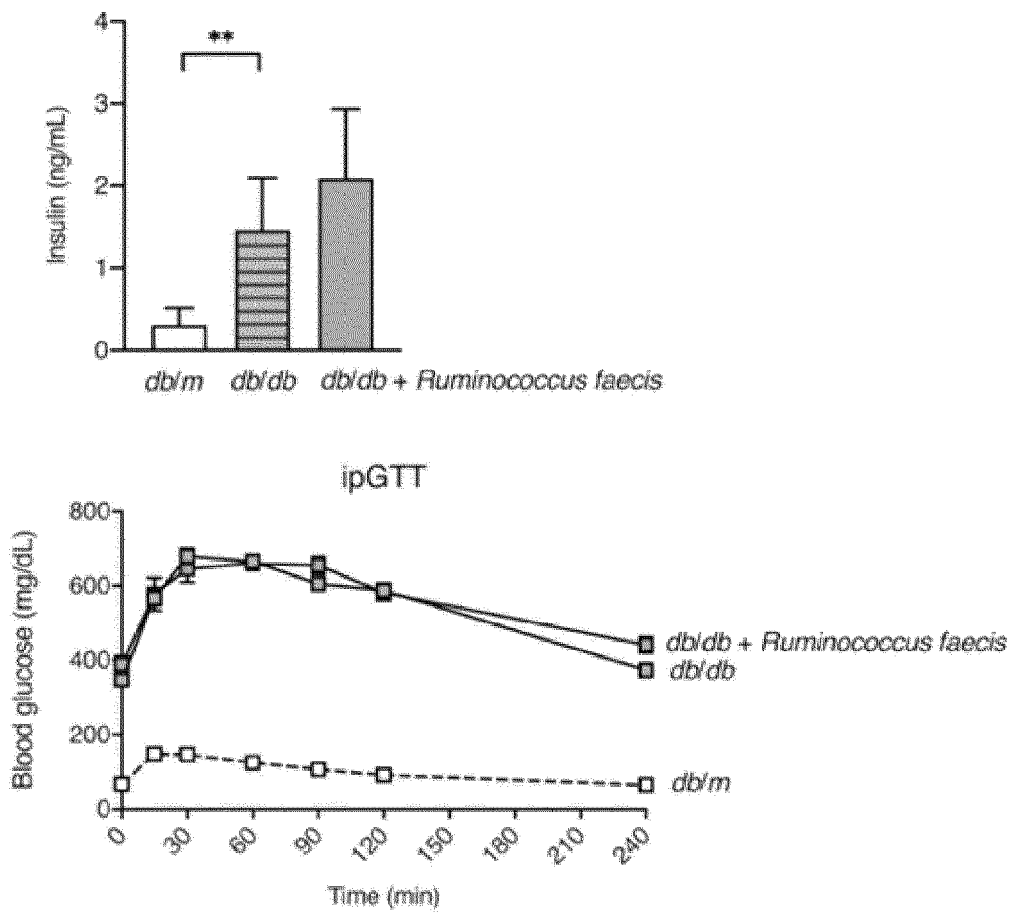 4
**
3
2
1
0
Insulin (ng/mL)
db/m db/db db/db + Ruminococcus faecis
ipGTT
800
600
400
200
0
Blood glucose (mg/dL)
db/db + Ruminococcus faecis
db/db
db/m
0 30 60 90 120 150 180 210 240
Time (min)